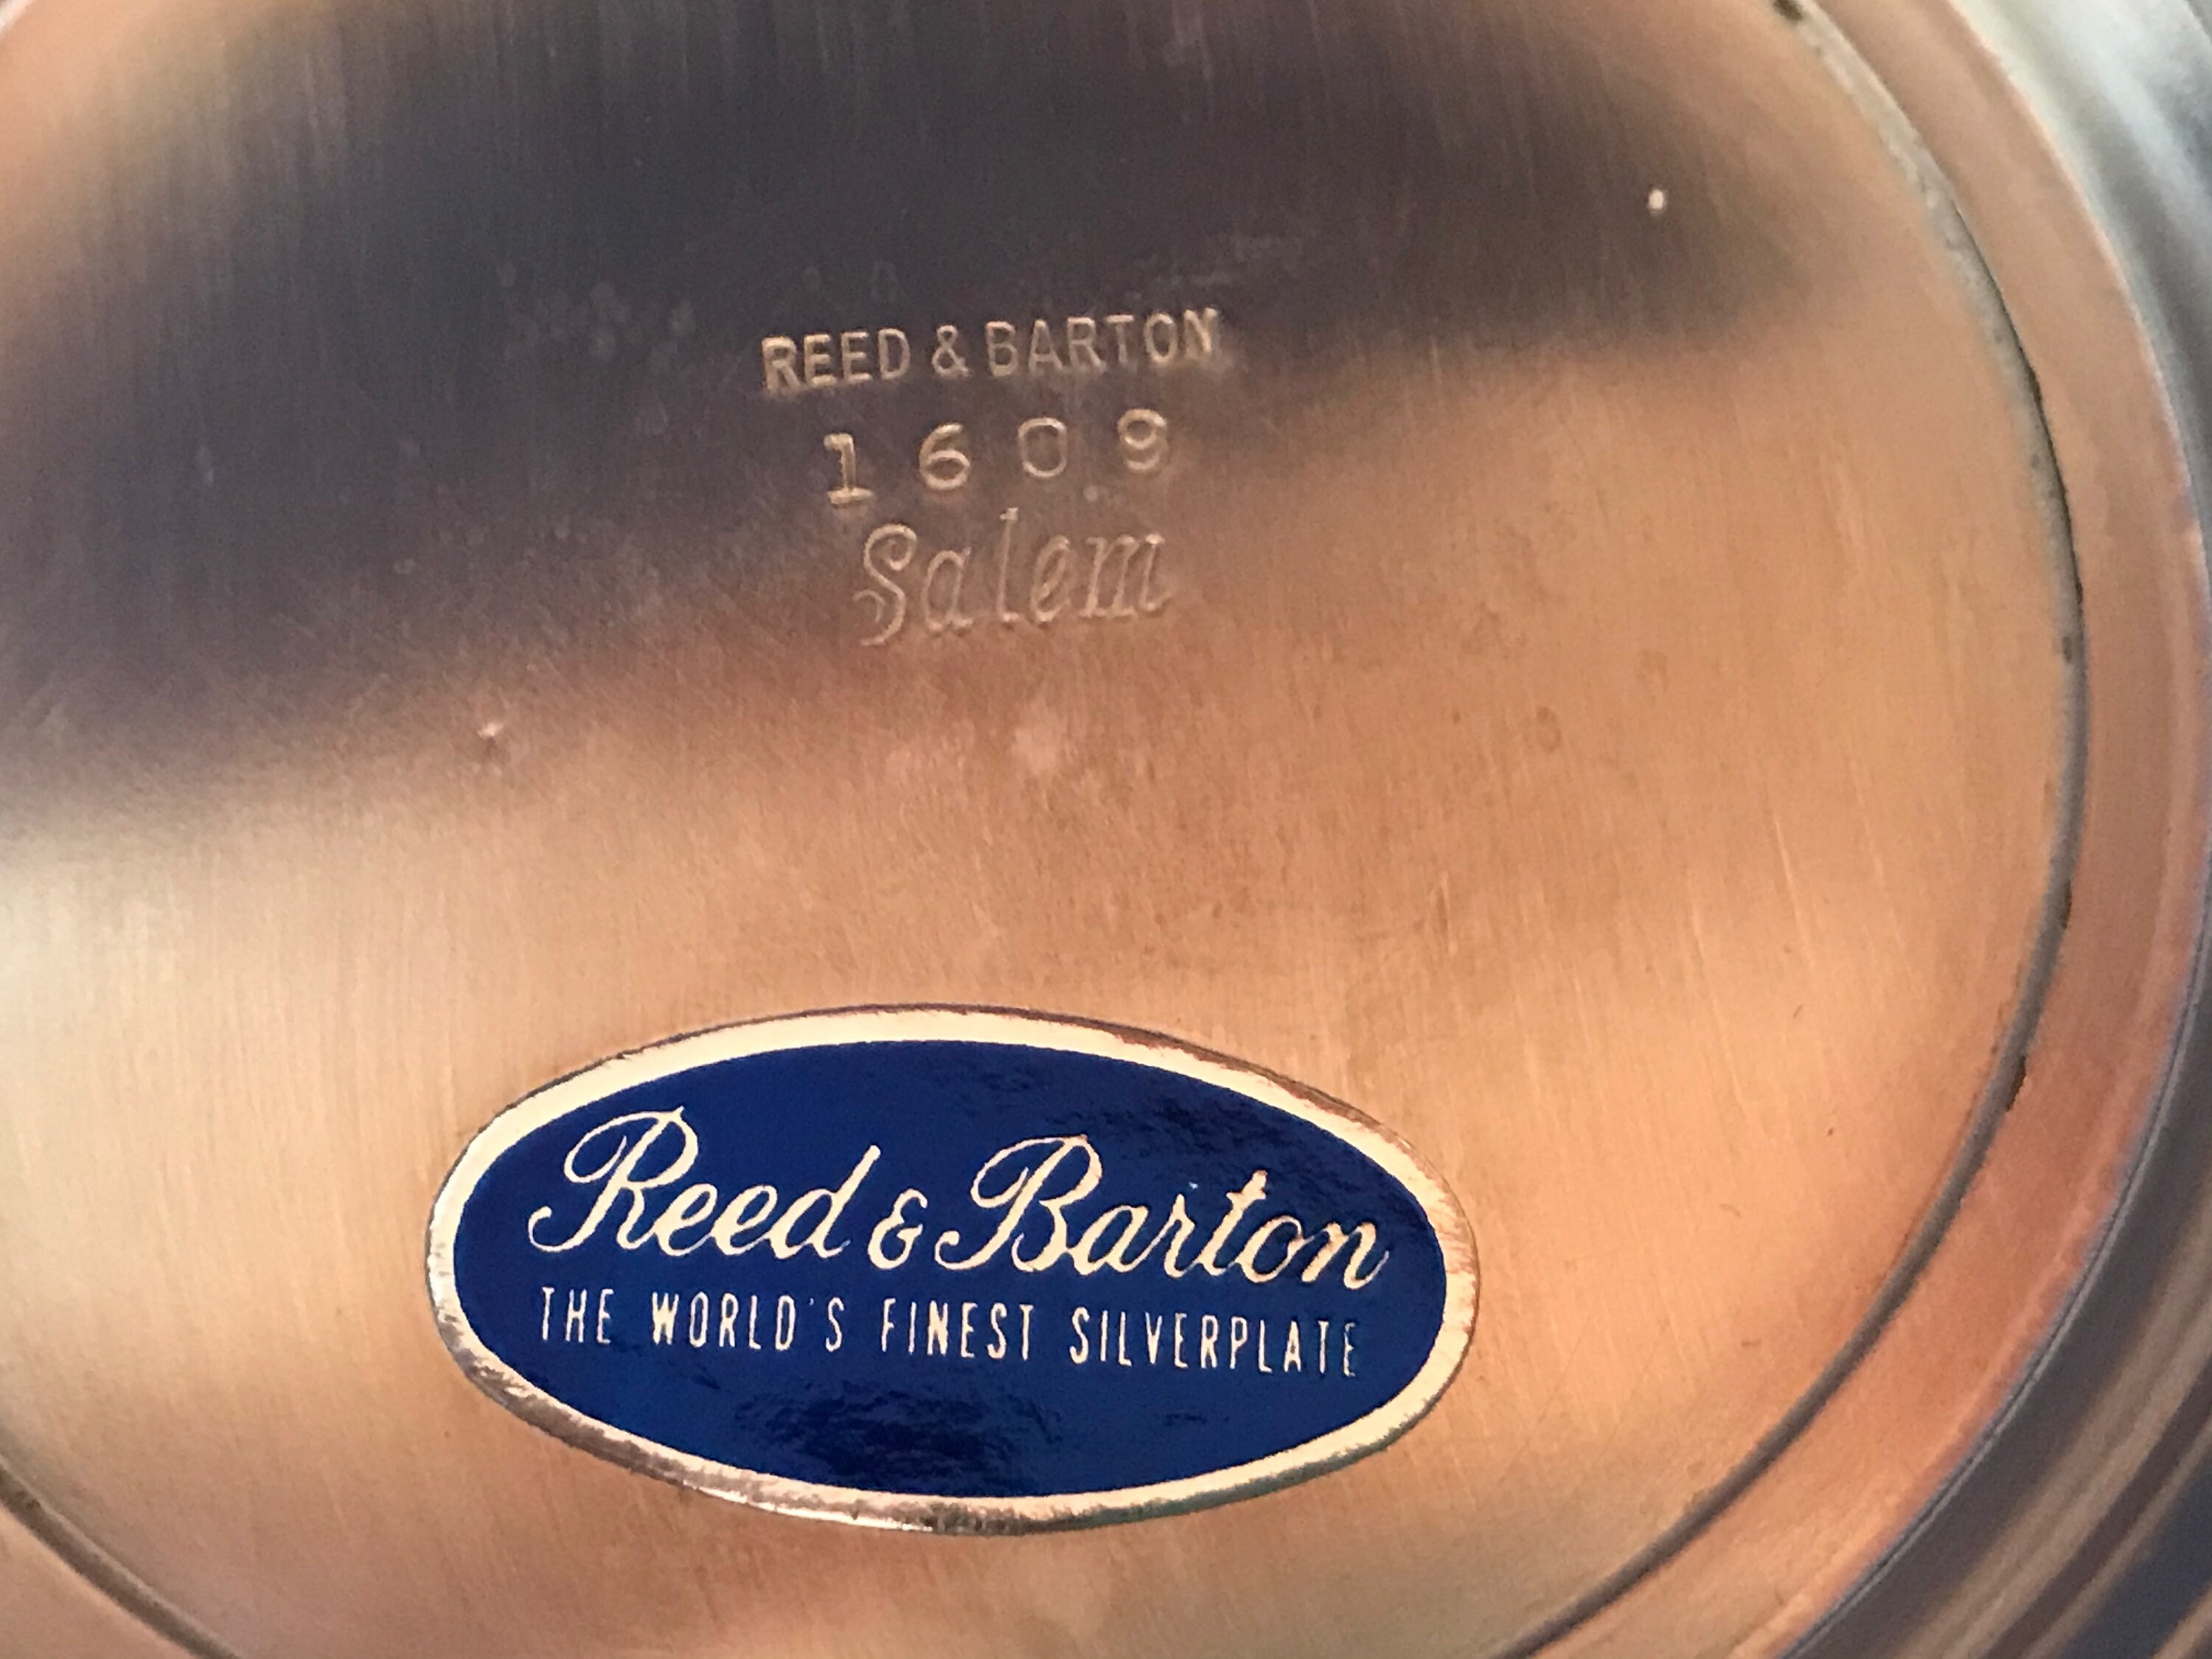 REED & BARTON
1609
Salem
Reed & Barton
THE WORLD'S FINEST SILVERPLATE